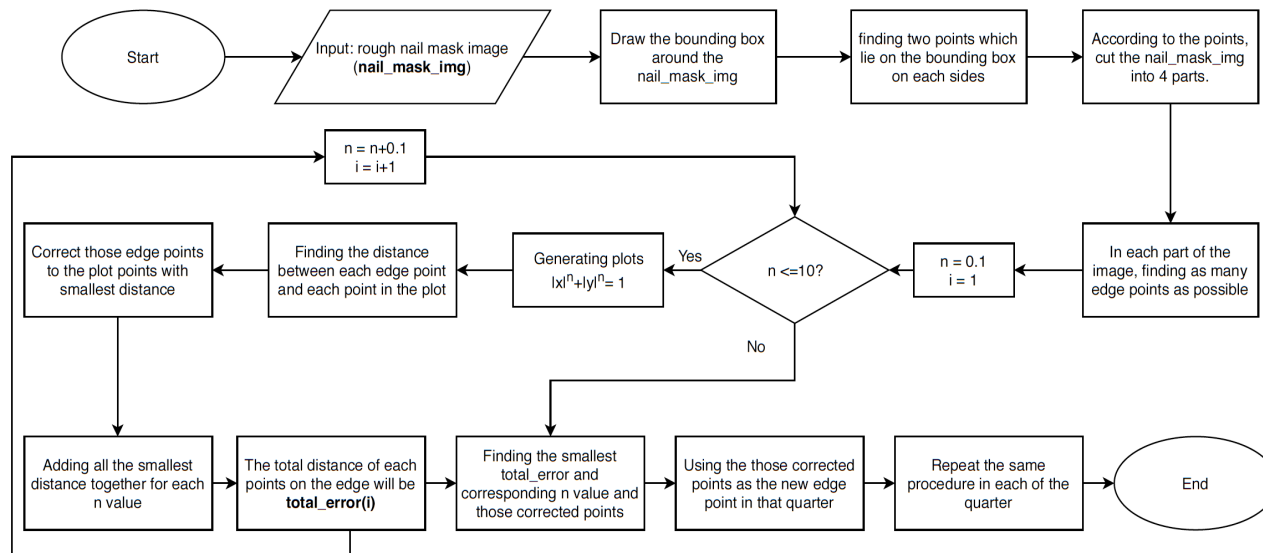 Start
Input: rough nail mask image
(nail_mask_img)
Draw the bounding box
around the
nail_mask_img
finding two points which
lie on the bounding box
on each sides
According to the points,
cut the nail_mask_img
into 4 parts.
n = n+0.1
i = i+1
Correct those edge points
to the plot points with
smallest distance
Finding the distance
between each edge point
and each point in the plot
Generating plots
|x|ⁿ+|y|ⁿ= 1
Yes
n <=10?
n = 0.1
i = 1
In each part of the
image, finding as many
edge points as possible
No
Adding all the smallest
distance together for each
n value
The total distance of each
points on the edge will be
total_error(i)
Finding the smallest
total_error and
corresponding n value and
those corrected points
Using the those corrected
points as the new edge
point in that quarter
Repeat the same
procedure in each of the
quarter
End